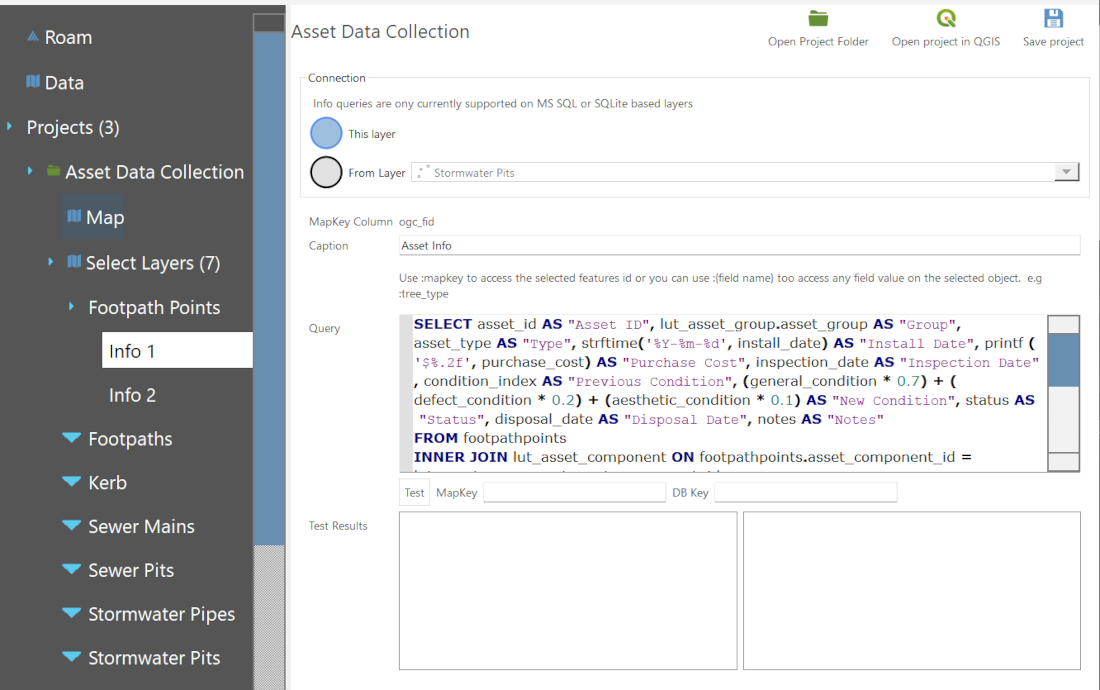 Roam
Data
Projects (3)
Asset Data Collection
Map
Select Layers (7)
Footpath Points
Info 1
Info 2
Footpaths
Kerb
Sewer Mains
Sewer Pits
Stormwater Pipes
Stormwater Pits
Asset Data Collection
Open Project Folder
Open project in QGIS
Save project
Connection
Info queries are ony currently supported on MS SQL or SQLite based layers
This layer
From Layer
Stormwater Pits
MapKey Column ogc_fid
Caption
Asset Info
Use :mapkey to access the selected features id or you can use :{field name} too access any field value on the selected object. e.g
:tree_type
Query
SELECT asset_id AS "Asset ID", lut_asset_group.asset_group AS "Group",
asset_type AS "Type", strftime('%Y-%m-%d', install_date) AS "Install Date", printf (
'$%.2f', purchase_cost) AS "Purchase Cost", inspection_date AS "Inspection Date"
, condition_index AS "Previous Condition", (general_condition * 0.7) + (
defect_condition * 0.2) + (aesthetic_condition * 0.1) AS "New Condition", status AS
"Status", disposal_date AS "Disposal Date", notes AS "Notes"
FROM footpathpoints
INNER JOIN lut_asset_component ON footpathpoints.asset_component_id =
Test
MapKey
DB Key
Test Results